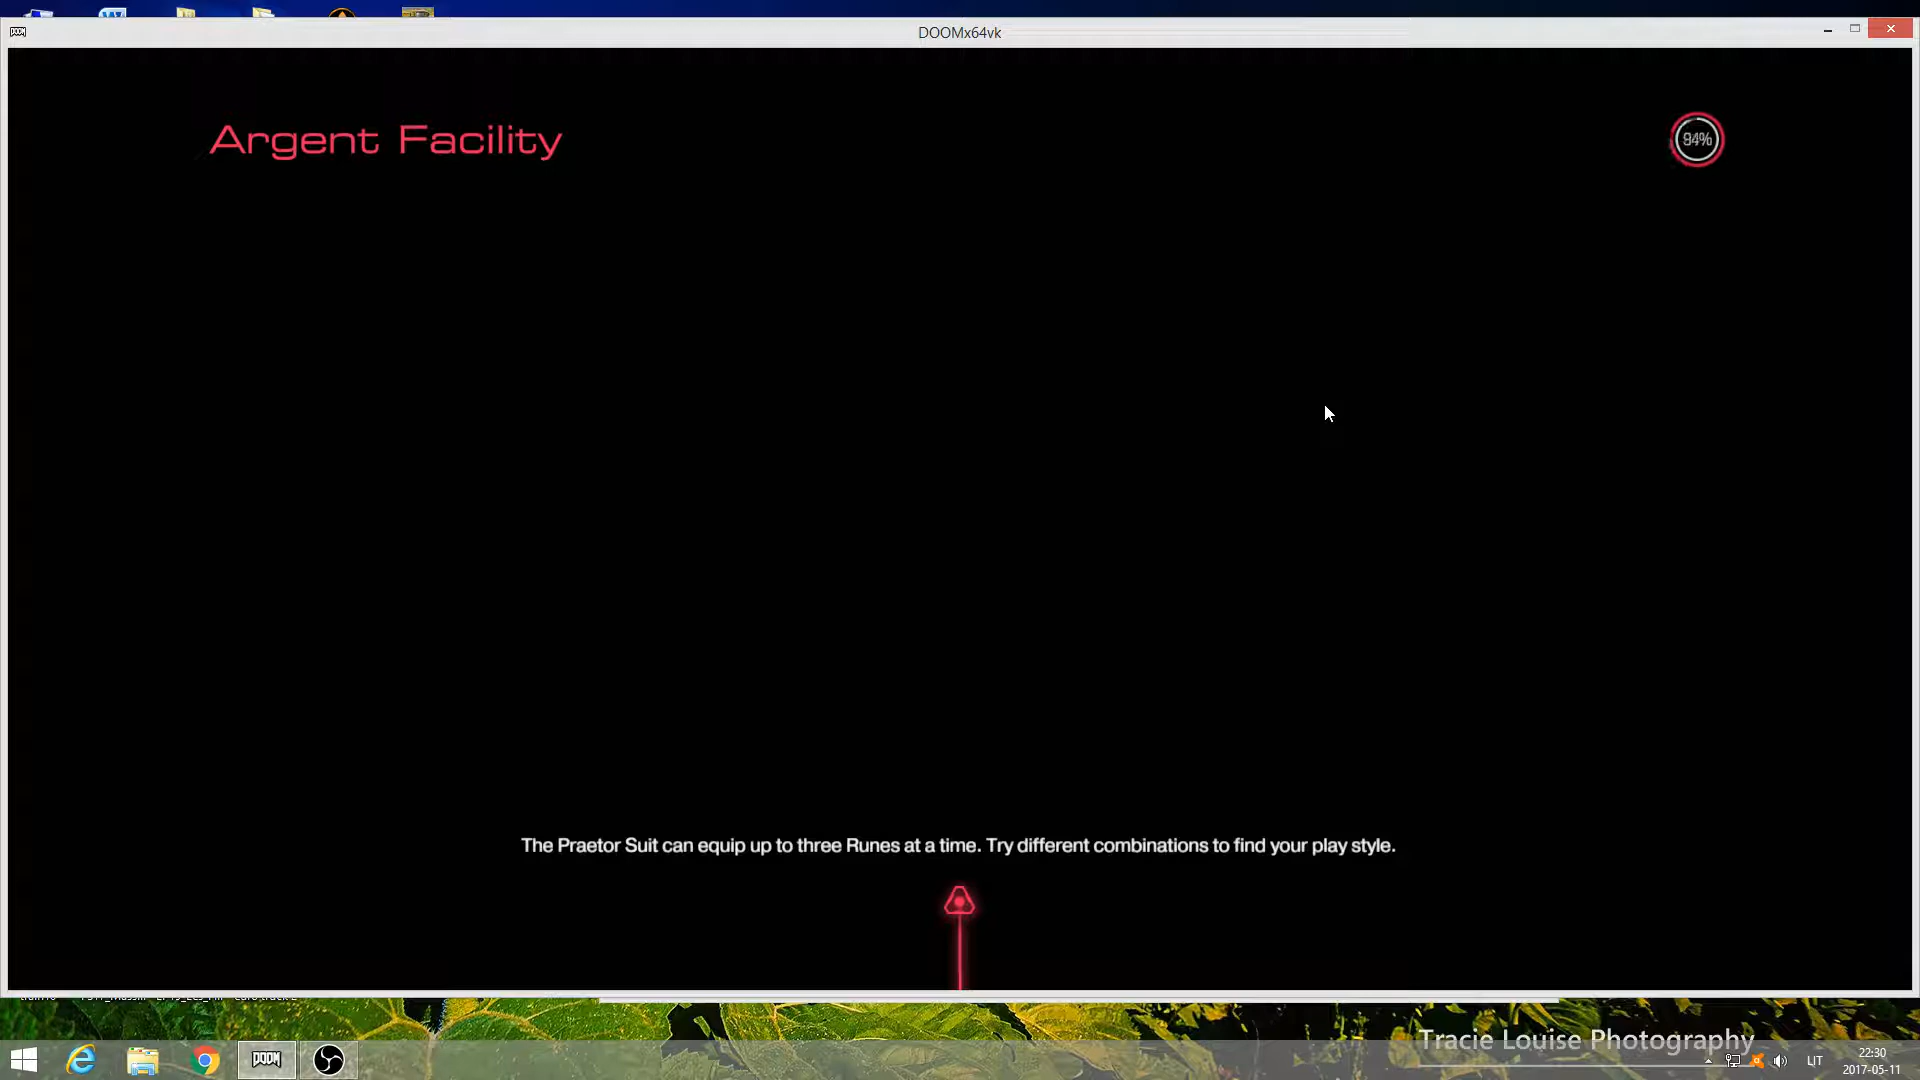 DOOMx64vk
Argent Facility
94%
The Praetor Suit can equip up to three Runes at a time. Try different combinations to find your play style.
Tracie Louise Photography
DOOM
LIT
22:30
2017-05-11